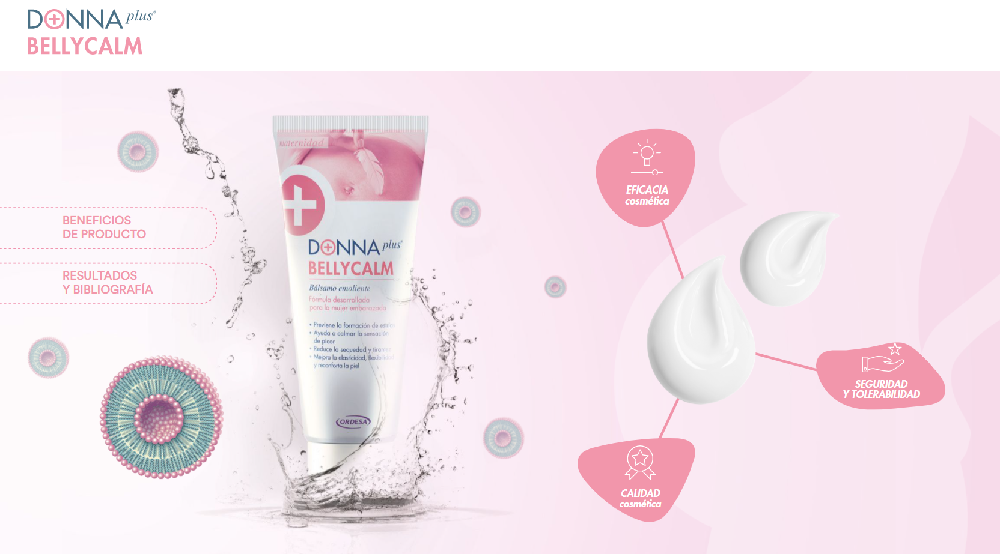 DONNA plus®
BELLYCALM
BENEFICIOS
DE PRODUCTO
RESULTADOS
Y BIBLIOGRAFÍA
maternidad
DONNA plus®
BELLYCALM
Bálsamo emoliente
Fórmula desarrollada
para la mujer embarazada
• Previene la formación de estrías
• Ayuda a calmar la sensación
de picor
• Reduce la sequedad y tirantez
• Mejora la elasticidad, flexibilidad
y reconforta la piel
ORDESA
EFICACIA
cosmética
SEGURIDAD
Y TOLERABILIDAD
CALIDAD
cosmética